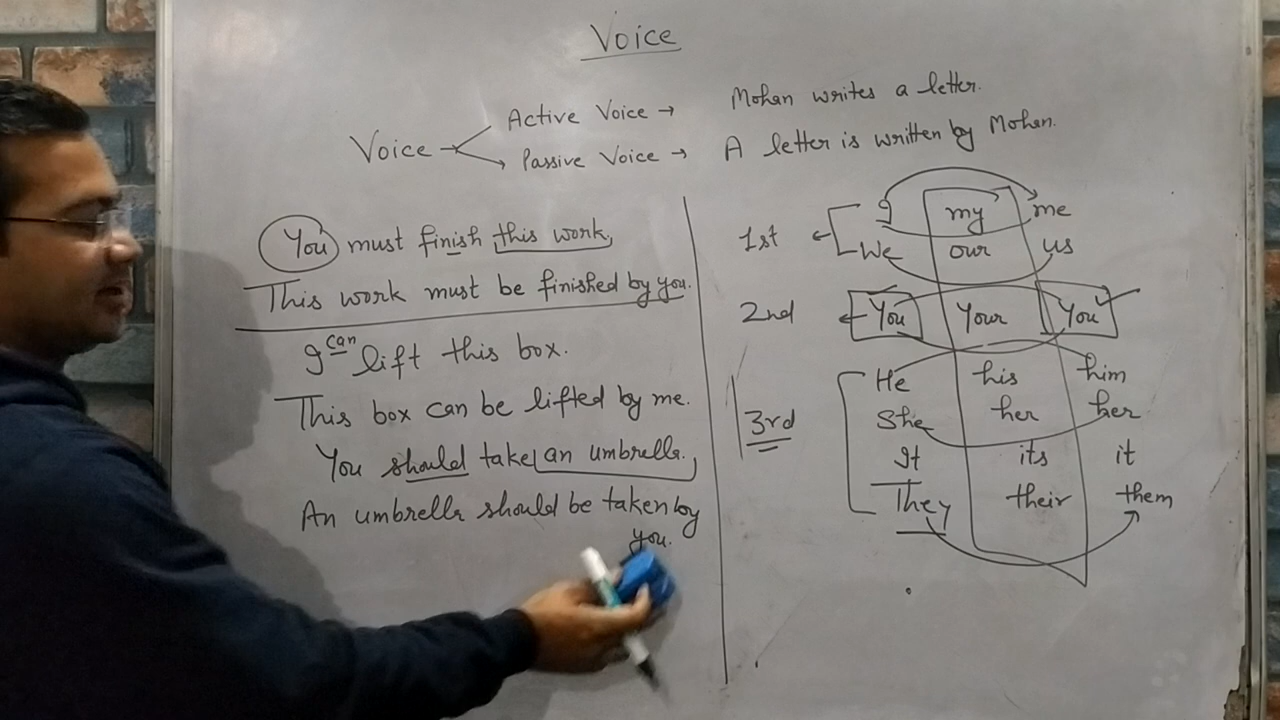 Voice
Voice
Active Voice → Mohan writes a letter.
Passive Voice → A letter is written by Mohan.
You must finish this work.
This work must be finished by you.
I can lift this box.
This box can be lifted by me.
You should take an umbrella.
An umbrella should be taken by
you.
1st
I my me
We our us
2nd You Your You
3rd
He his him
She her her
It its it
They their them